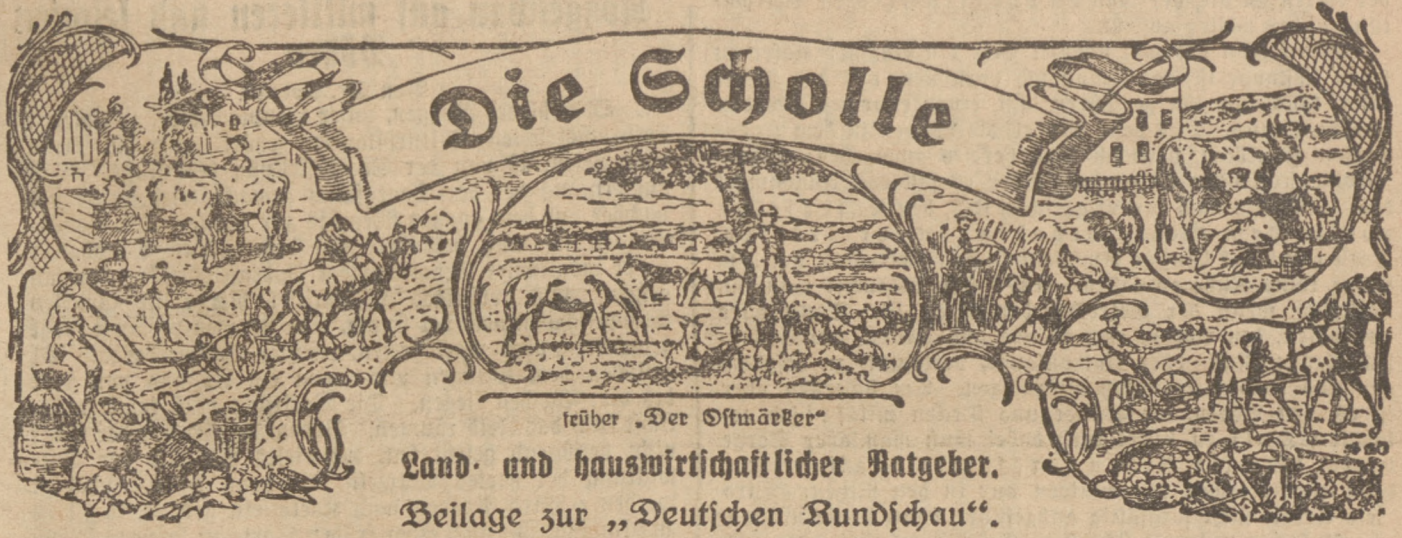 Die Scholle
früher „Der Ostmärker“
Land- und hauswirtschaftlicher Ratgeber.
Beilage zur „Deutschen Rundschau“.